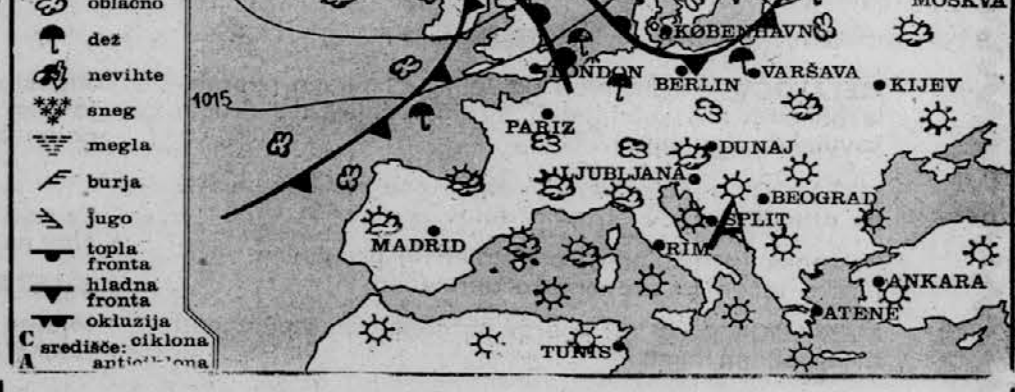 oblačno
dež
nevihte
sneg
megla
burja
jugo
topla
fronta
hladna
fronta
okluzija
C središče: ciklona
A anticiklona
MOSKVA
KØBENHAVN
LONDON
BERLIN
VARŠAVA
KIJEV
1015
PARIZ
DUNAJ
LJUBLJANA
BEOGRAD
SPLIT
MADRID
RIM
ANKARA
ATENE
TUNIS